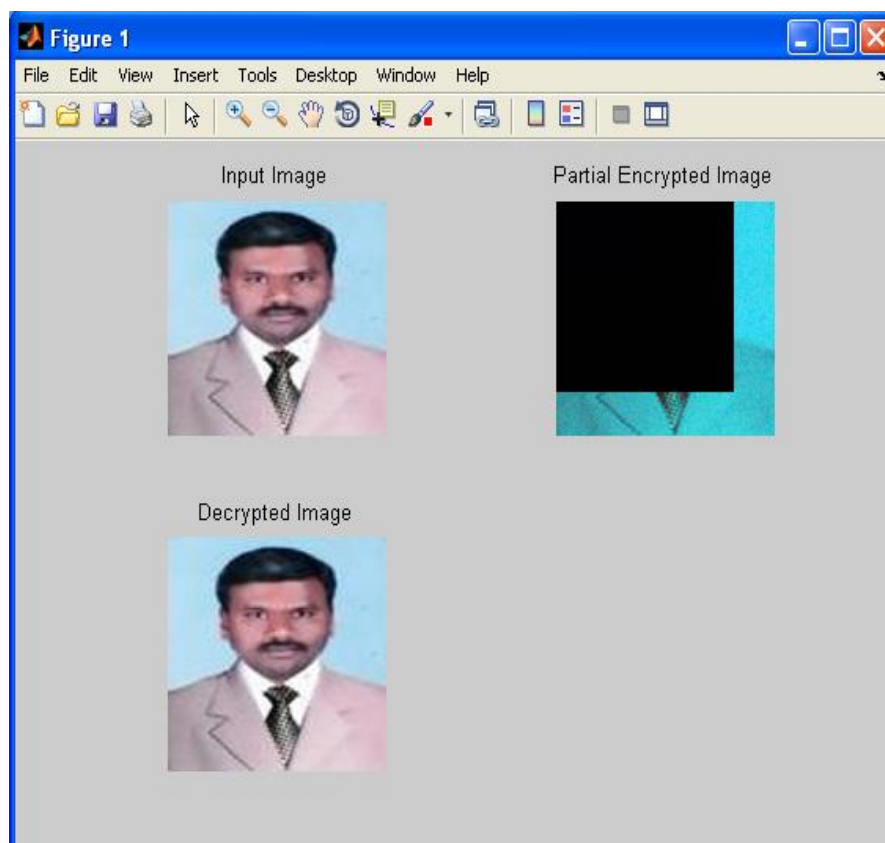 Figure 1
File Edit View Insert Tools Desktop Window Help
Input Image
Partial Encrypted Image
Decrypted Image